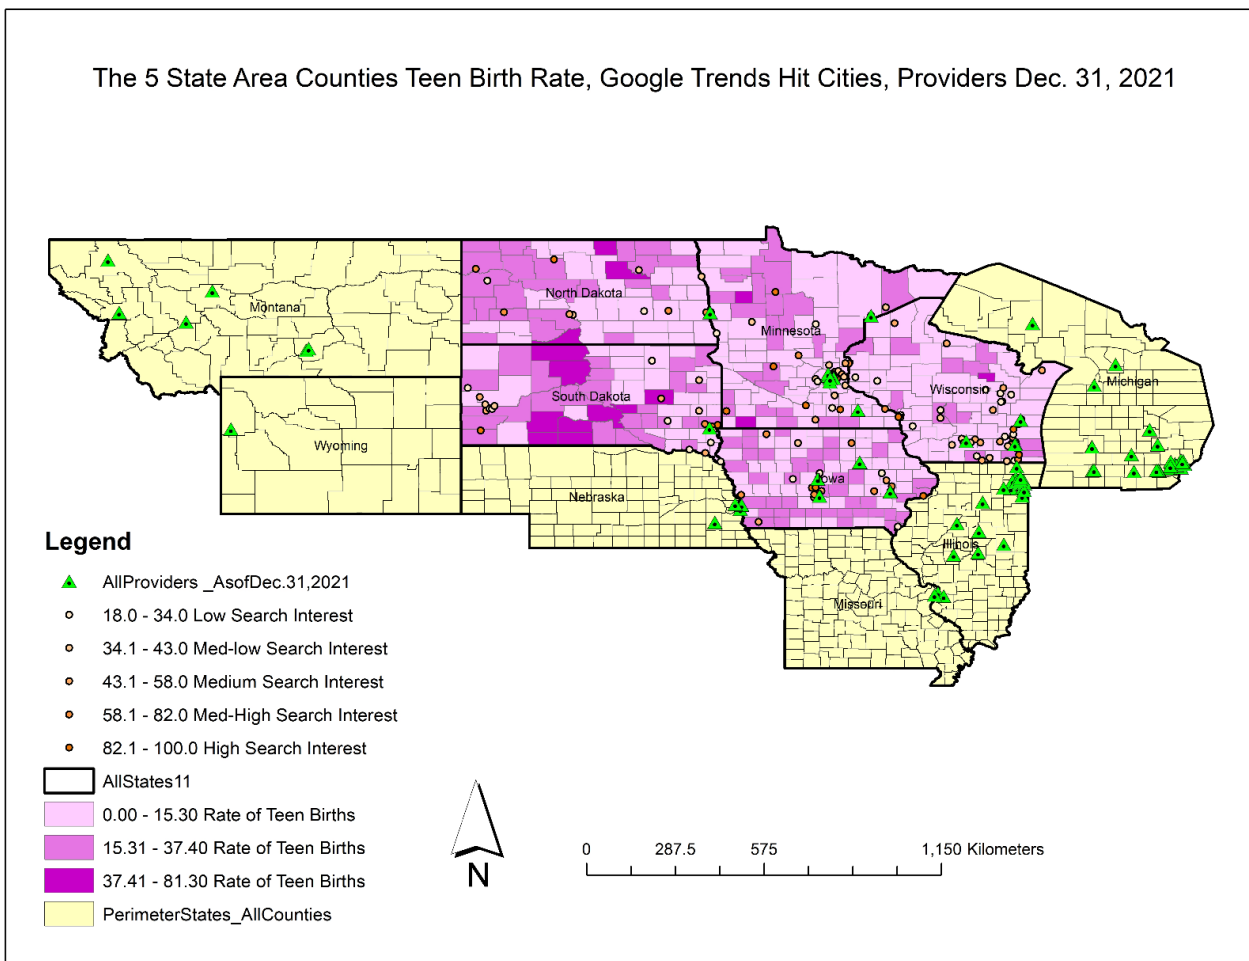 The 5 State Area Counties Teen Birth Rate, Google Trends Hit Cities, Providers Dec. 31, 2021
North Dakota
Montana
Minnesota
Michigan
Wisconsin
South Dakota
Wyoming
Iowa
Nebraska
Illinois
Missouri
Legend
AllProviders _AsofDec.31,2021
18.0 - 34.0 Low Search Interest
34.1 - 43.0 Med-low Search Interest
43.1 - 58.0 Medium Search Interest
58.1 - 82.0 Med-High Search Interest
82.1 - 100.0 High Search Interest
AllStates11
0.00 - 15.30 Rate of Teen Births
15.31 - 37.40 Rate of Teen Births
37.41 - 81.30 Rate of Teen Births
PerimeterStates_AllCounties
N
0 287.5 575 1,150 Kilometers